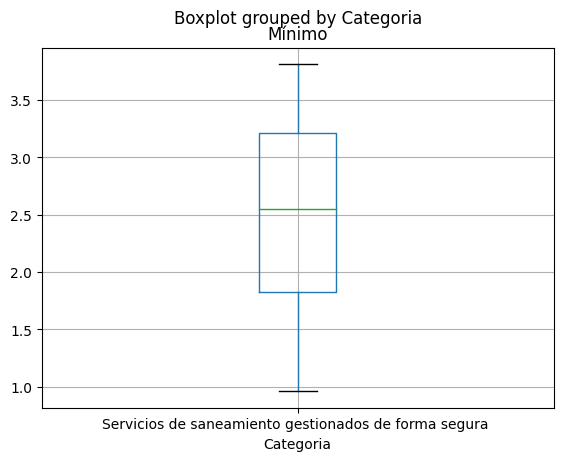 Boxplot grouped by Categoria
Mínimo
3.5
3.0
2.5
2.0
1.5
1.0
Servicios de saneamiento gestionados de forma segura
Categoria